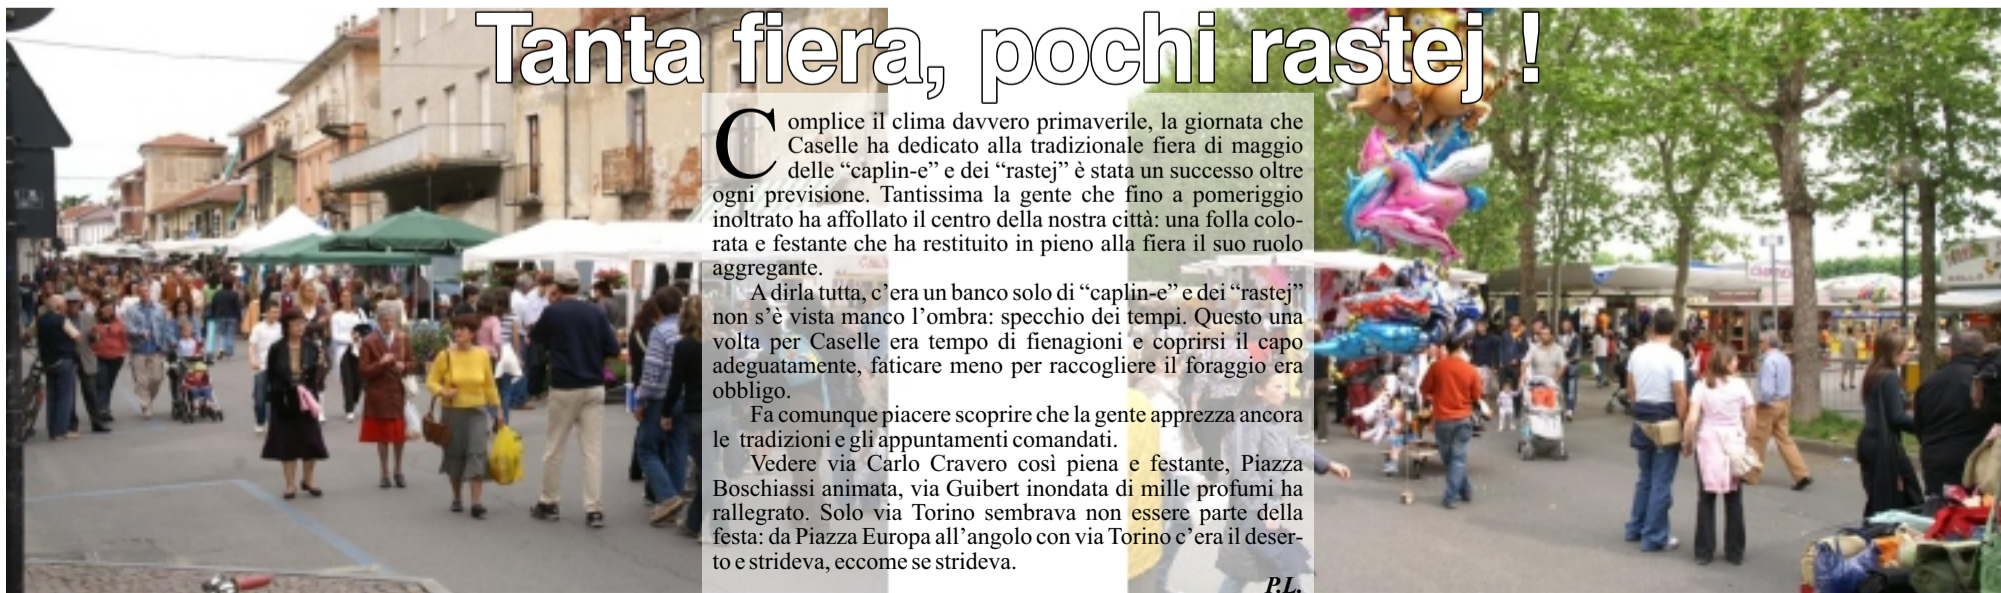 Tanta fiera, pochi rastej !
Complice il clima davvero primaverile, la giornata che
Caselle ha dedicato alla tradizionale fiera di maggio
delle “caplin-e” e dei “rastej” è stata un successo oltre
ogni previsione. Tantissima la gente che fino a pomeriggio
inoltrato ha affollato il centro della nostra città: una folla colo-
rata e festante che ha restituito in pieno alla fiera il suo ruolo
aggregante.
A dirla tutta, c’era un banco solo di “caplin-e” e dei “rastej”
non s’è vista manco l’ombra: specchio dei tempi. Questo una
volta per Caselle era tempo di fienagioni e coprirsi il capo
adeguatamente, faticare meno per raccogliere il foraggio era
obbligo.
Fa comunque piacere scoprire che la gente apprezza ancora
le tradizioni e gli appuntamenti comandati.
Vedere via Carlo Cravero così piena e festante, Piazza
Boschiassi animata, via Guibert inondata di mille profumi ha
rallegrato. Solo via Torino sembrava non essere parte della
festa: da Piazza Europa all’angolo con via Torino c’era il deser-
to e strideva, eccome se strideva.
P.L.